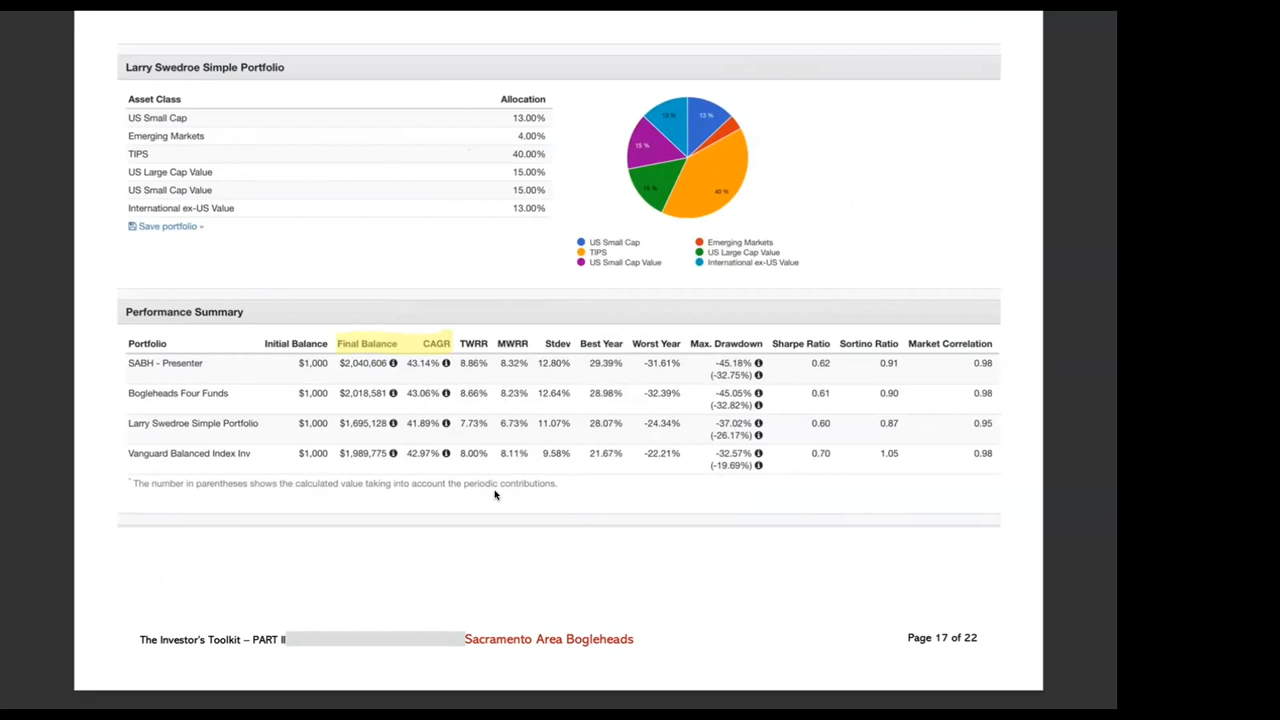 Larry Swedroe Simple Portfolio
Asset Class Allocation
US Small Cap 13.00%
Emerging Markets 4.00%
TIPS 40.00%
US Large Cap Value 15.00%
US Small Cap Value 15.00%
International ex-US Value 13.00%
Save portfolio »
13 % 13 %
15 %
15 % 40 %
US Small Cap Emerging Markets
TIPS US Large Cap Value
US Small Cap Value International ex-US Value
Performance Summary
Portfolio Initial Balance Final Balance CAGR TWRR MWRR Stdev Best Year Worst Year Max. Drawdown Sharpe Ratio Sortino Ratio Market Correlation
SABH - Presenter $1,000 $2,040,606 43.14% 8.86% 8.32% 12.80% 29.39% -31.61% -45.18% 0.62 0.91 0.98
(-32.75%)
Bogleheads Four Funds $1,000 $2,018,581 43.06% 8.66% 8.23% 12.64% 28.98% -32.39% -45.05% 0.61 0.90 0.98
(-32.82%)
Larry Swedroe Simple Portfolio $1,000 $1,695,128 41.89% 7.73% 6.73% 11.07% 28.07% -24.34% -37.02% 0.60 0.87 0.95
(-26.17%)
Vanguard Balanced Index Inv $1,000 $1,989,775 42.97% 8.00% 8.11% 9.58% 21.67% -22.21% -32.57% 0.70 1.05 0.98
(-19.69%)
* The number in parentheses shows the calculated value taking into account the periodic contributions.
The Investor's Toolkit – PART II Sacramento Area Bogleheads Page 17 of 22